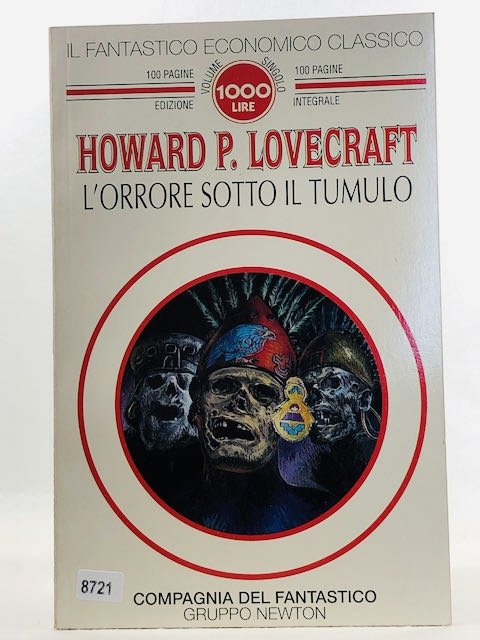 IL FANTASTICO ECONOMICO CLASSICO
100 PAGINE
VOLUME SINGOLO
100 PAGINE
1000
LIRE
EDIZIONE
INTEGRALE
HOWARD P. LOVECRAFT
L'ORRORE SOTTO IL TUMULO
8721
COMPAGNIA DEL FANTASTICO
GRUPPO NEWTON